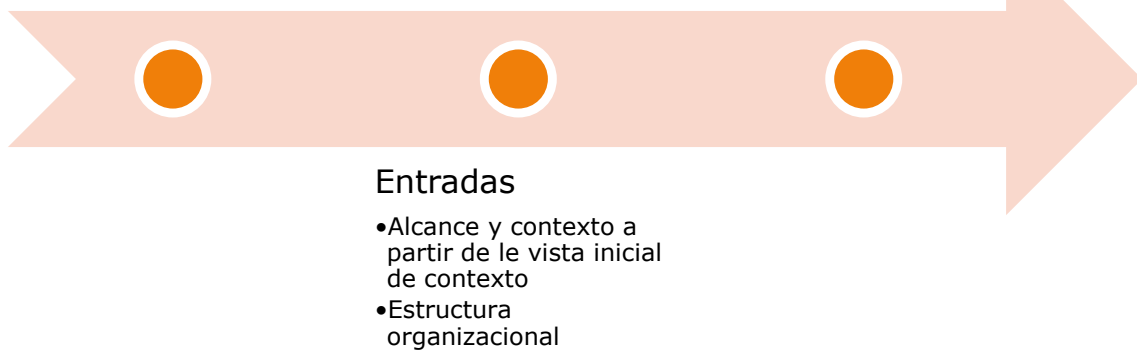 Entradas
•Alcance y contexto a
partir de le vista inicial
de contexto
•Estructura
organizacional